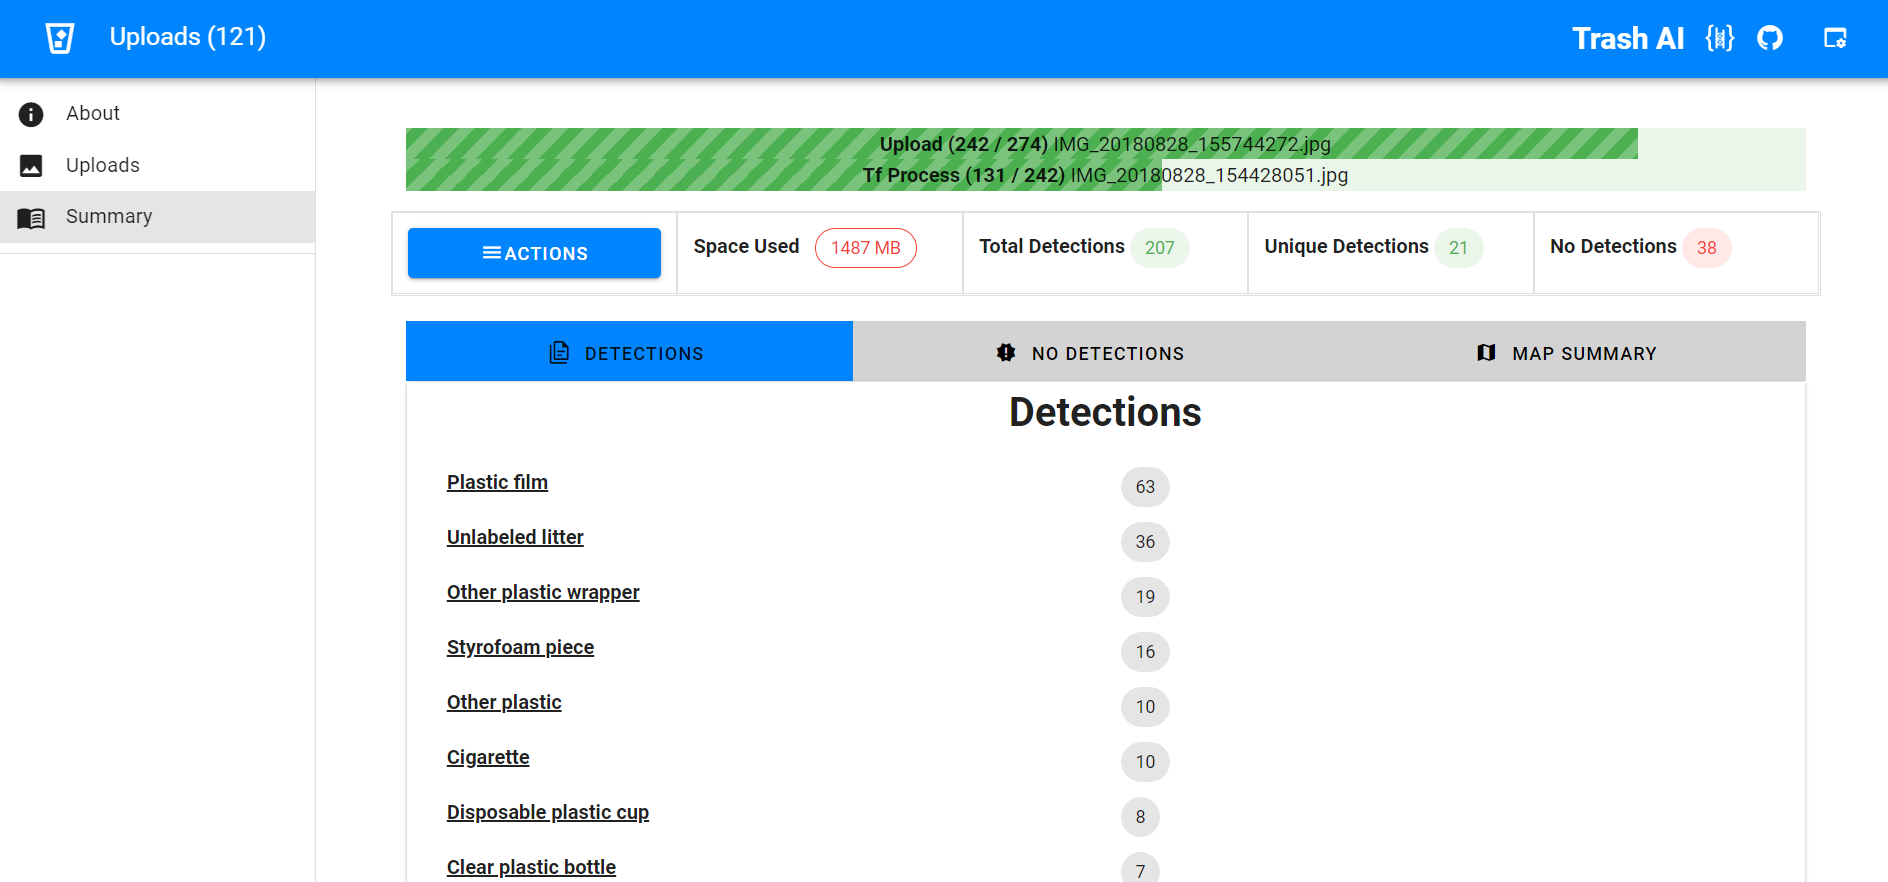 Uploads (121)
Trash AI
About
Uploads
Summary
Upload (242 / 274) IMG_20180828_155744272.jpg
Tf Process (131 / 242) IMG_20180828_154428051.jpg
ACTIONS
Space Used 1487 MB
Total Detections 207
Unique Detections 21
No Detections 38
DETECTIONS
NO DETECTIONS
MAP SUMMARY
Detections
Plastic film 63
Unlabeled litter 36
Other plastic wrapper 19
Styrofoam piece 16
Other plastic 10
Cigarette 10
Disposable plastic cup 8
Clear plastic bottle 7